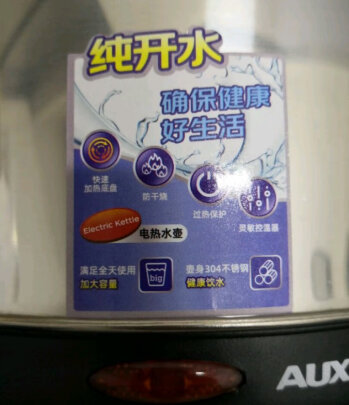 纯开水
确保健康
好生活
快速
加热底盘
防干烧
过热保护
灵敏控温器
Electric Kettle
电热水壶
满足全天使用
加大容量
big
壶身304不锈钢
健康饮水
AUX